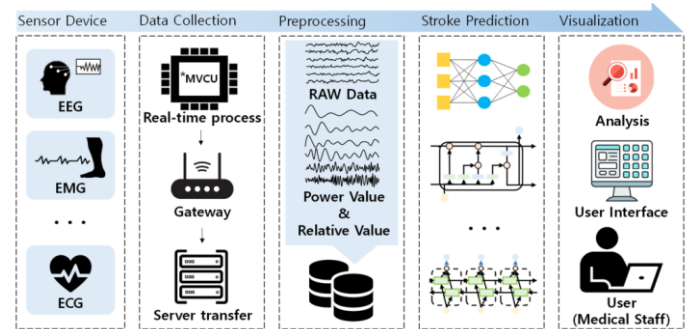 Sensor Device
Data Collection
Preprocessing
Stroke Prediction
Visualization
EEG
EMG
...
ECG
*MVCU
Real-time process
Gateway
Server transfer
RAW Data
Power Value
&
Relative Value
...
Analysis
User Interface
User
(Medical Staff)